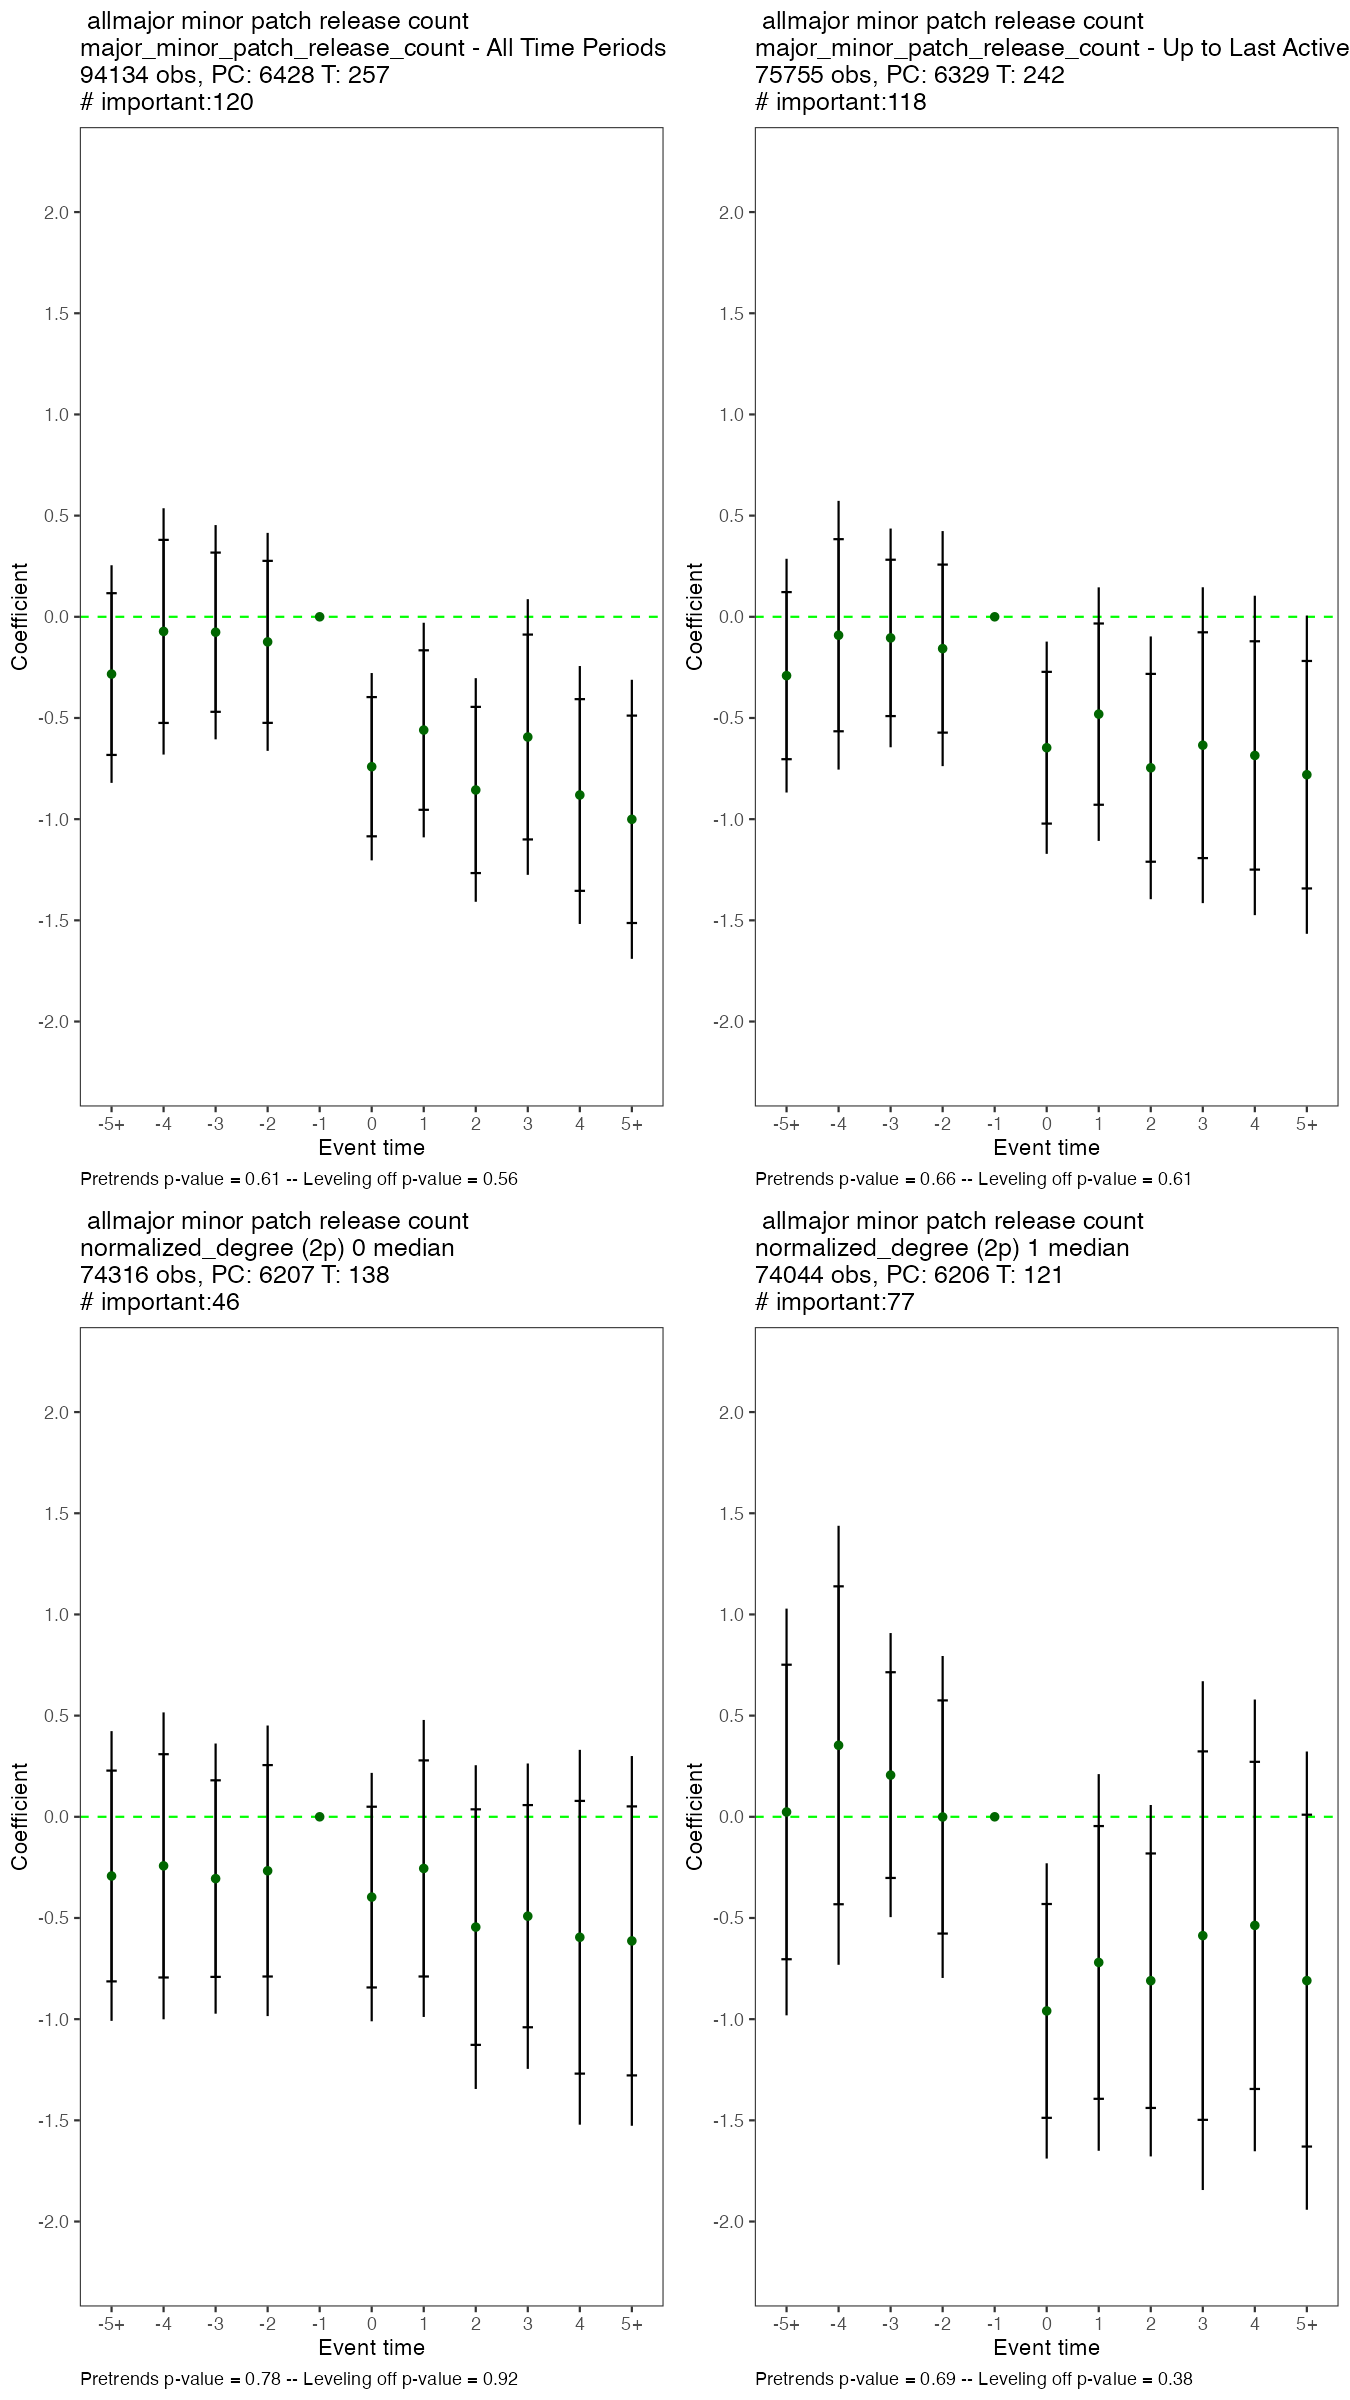 allmajor minor patch release count
major_minor_patch_release_count - All Time Periods
94134 obs, PC: 6428 T: 257
# important:120
2.0
1.5
1.0
0.5
0.0
-0.5
-1.0
-1.5
-2.0
Coefficient
-5+ -4 -3 -2 -1 0 1 2 3 4 5+
Event time
Pretrends p-value = 0.61 -- Leveling off p-value = 0.56
allmajor minor patch release count
major_minor_patch_release_count - Up to Last Active
75755 obs, PC: 6329 T: 242
# important:118
2.0
1.5
1.0
0.5
0.0
-0.5
-1.0
-1.5
-2.0
Coefficient
-5+ -4 -3 -2 -1 0 1 2 3 4 5+
Event time
Pretrends p-value = 0.66 -- Leveling off p-value = 0.61
allmajor minor patch release count
normalized_degree (2p) 0 median
74316 obs, PC: 6207 T: 138
# important:46
2.0
1.5
1.0
0.5
0.0
-0.5
-1.0
-1.5
-2.0
Coefficient
-5+ -4 -3 -2 -1 0 1 2 3 4 5+
Event time
Pretrends p-value = 0.78 -- Leveling off p-value = 0.92
allmajor minor patch release count
normalized_degree (2p) 1 median
74044 obs, PC: 6206 T: 121
# important:77
2.0
1.5
1.0
0.5
0.0
-0.5
-1.0
-1.5
-2.0
Coefficient
-5+ -4 -3 -2 -1 0 1 2 3 4 5+
Event time
Pretrends p-value = 0.69 -- Leveling off p-value = 0.38